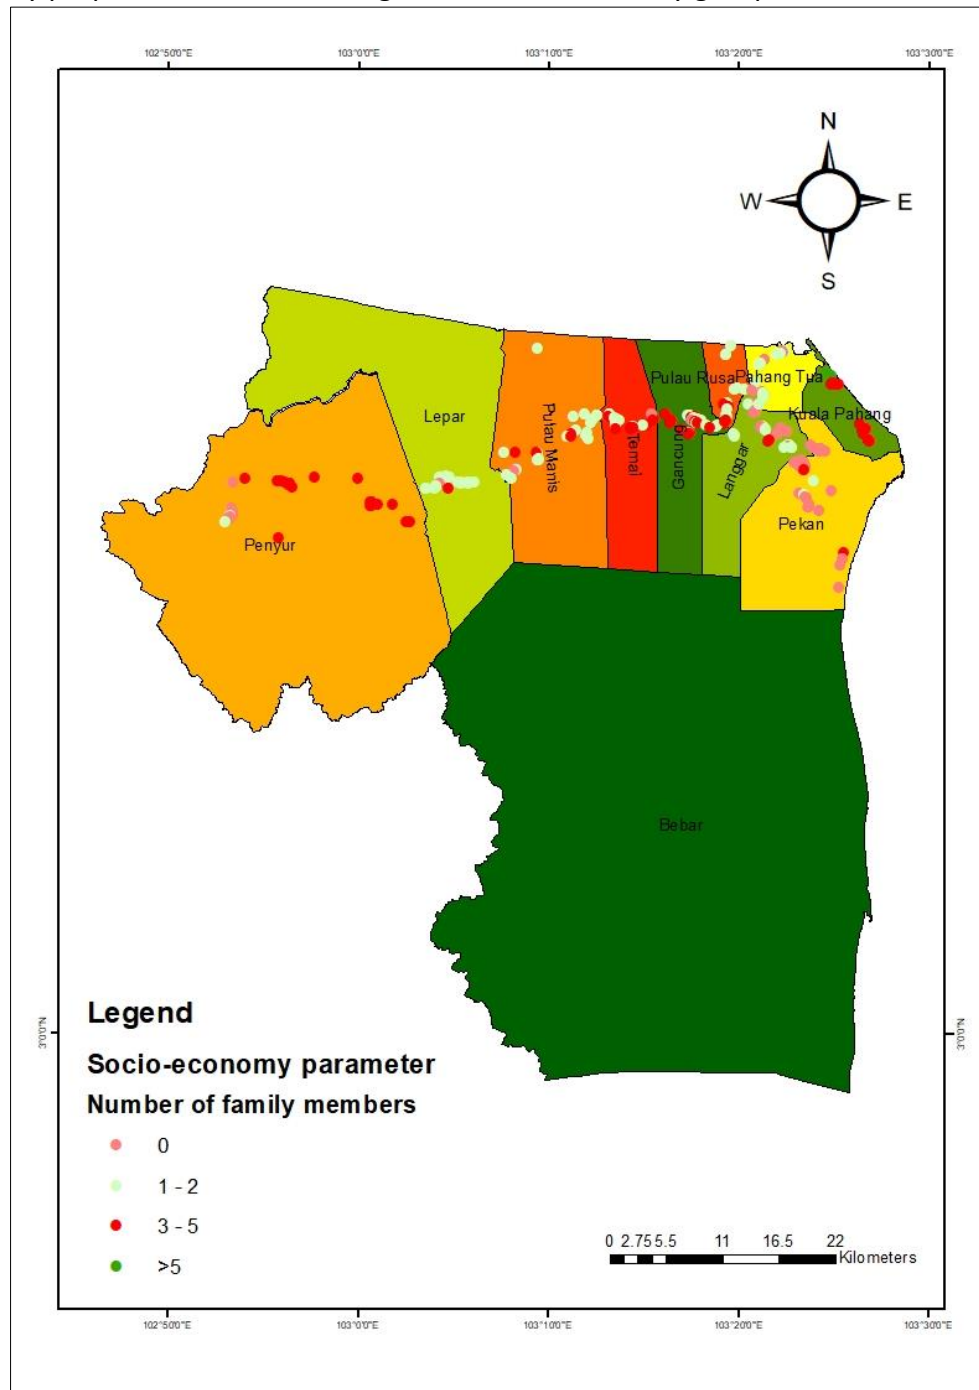 102°50'0"E 103°0'0"E 103°10'0"E 103°20'0"E 103°30'0"E
N
W E
S
Pulau Rusa
Pahang Tua
Kuala Pahang
Lepar
Pulau Manis
Temai
Gancung
Langgar
Pekan
Penyur
Bebar
3°0'0"N 3°0'0"N
Legend
Socio-economy parameter
Number of family members
0
1 - 2
3 - 5
>5
0 2.75 5.5 11 16.5 22
Kilometers
102°50'0"E 103°0'0"E 103°10'0"E 103°20'0"E 103°30'0"E